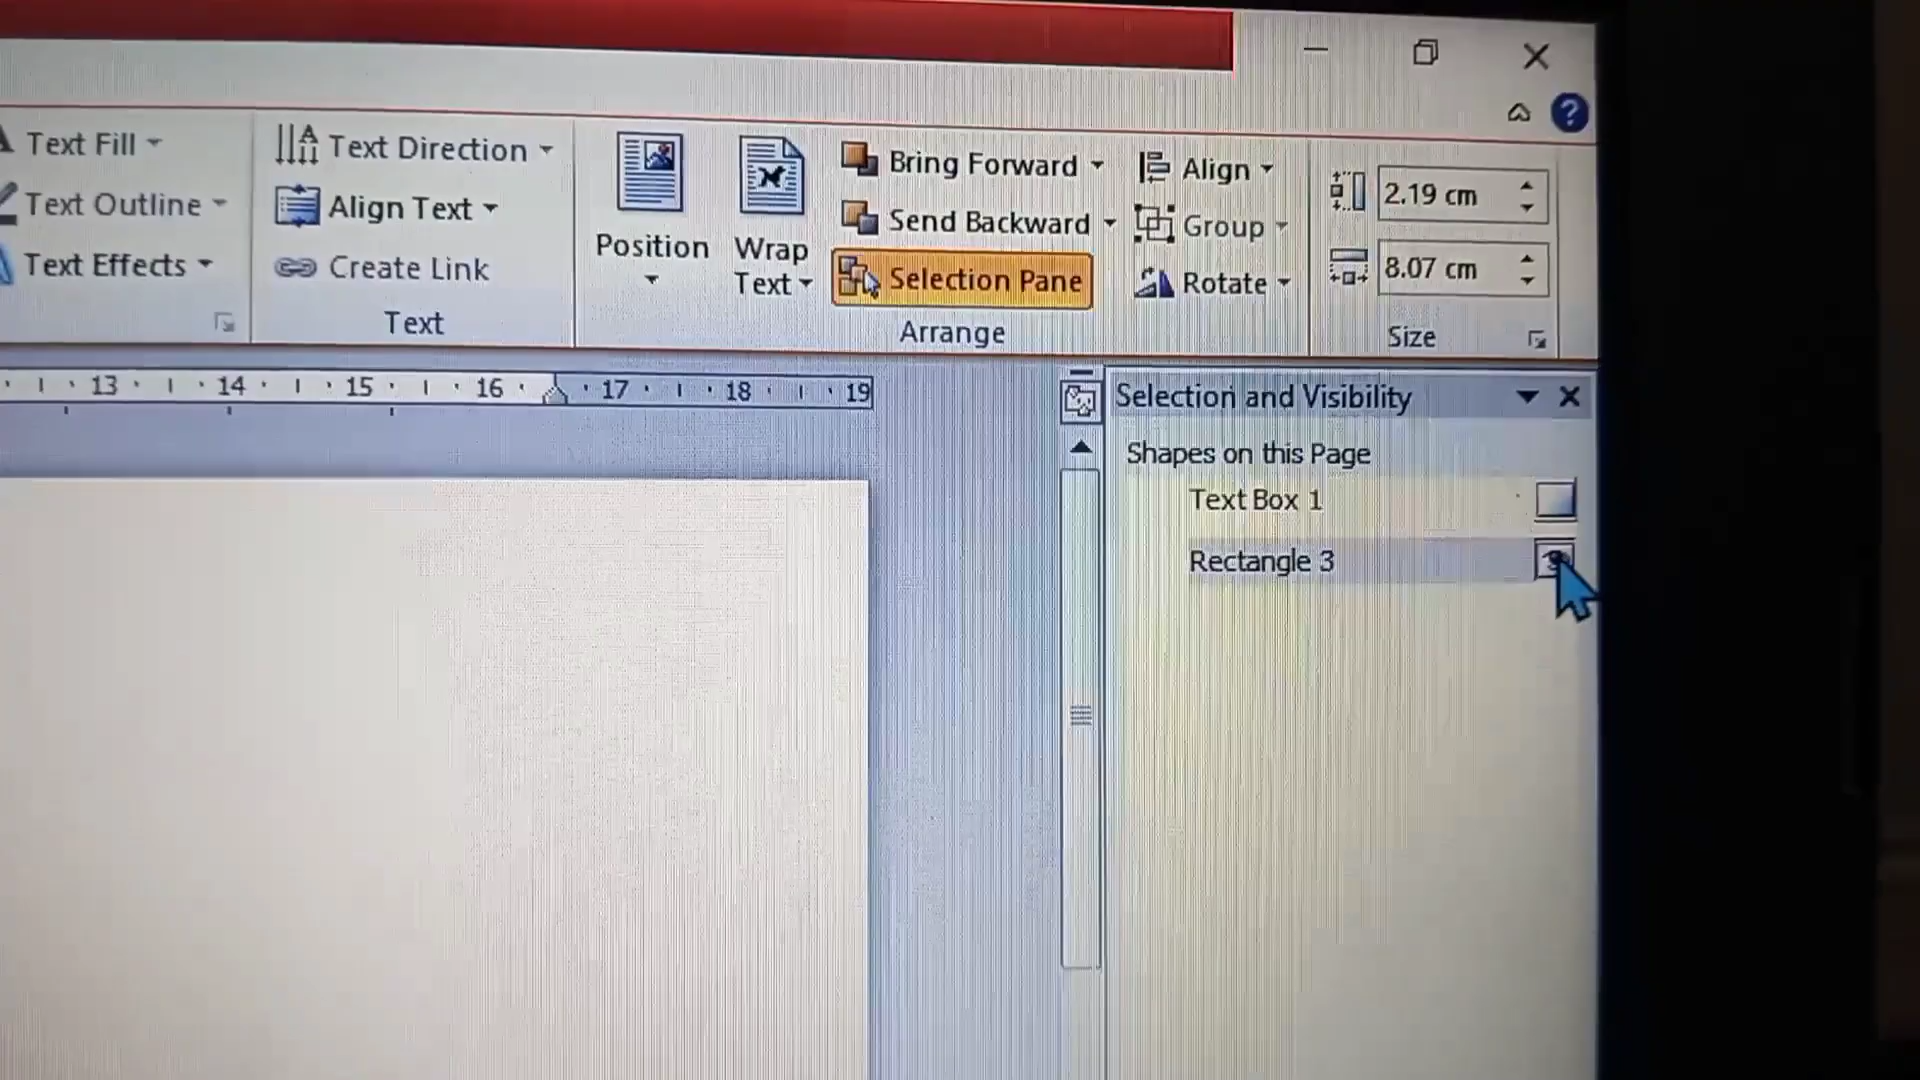 Text Fill
Text Outline
Text Effects
Text Direction
Align Text
Create Link
Text
Position
Wrap
Text
Bring Forward
Send Backward
Selection Pane
Align
Group
Rotate
Arrange
2.19 cm
8.07 cm
Size
13 14 15 16 17 18 19
Selection and Visibility
Shapes on this Page
Text Box 1
Rectangle 3